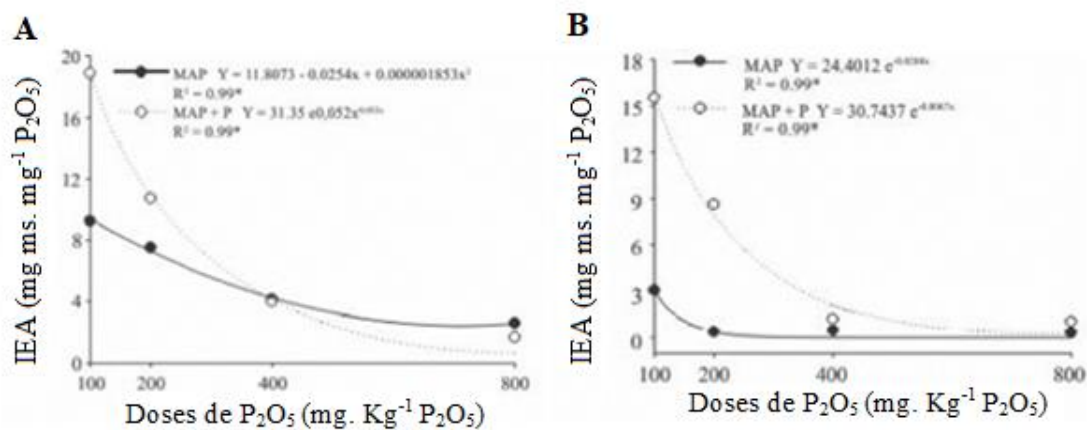 A
20
16
12
8
4
0
IEA (mg ms. mg⁻¹ P₂O₅)
MAP Y = 11.8073 - 0.0254x + 0.000001853x²
R² = 0.99*
MAP + P Y = 31.35 e0,052x
R² = 0.99*
100 200 400 800
Doses de P₂O₅ (mg. Kg⁻¹ P₂O₅)
B
18
15
12
9
6
3
0
IEA (mg ms. mg⁻¹ P₂O₅)
MAP Y = 24.4012 e
R² = 0.99*
MAP + P Y = 30.7437 e
R² = 0.99*
100 200 400 800
Doses de P₂O₅ (mg. Kg⁻¹ P₂O₅)